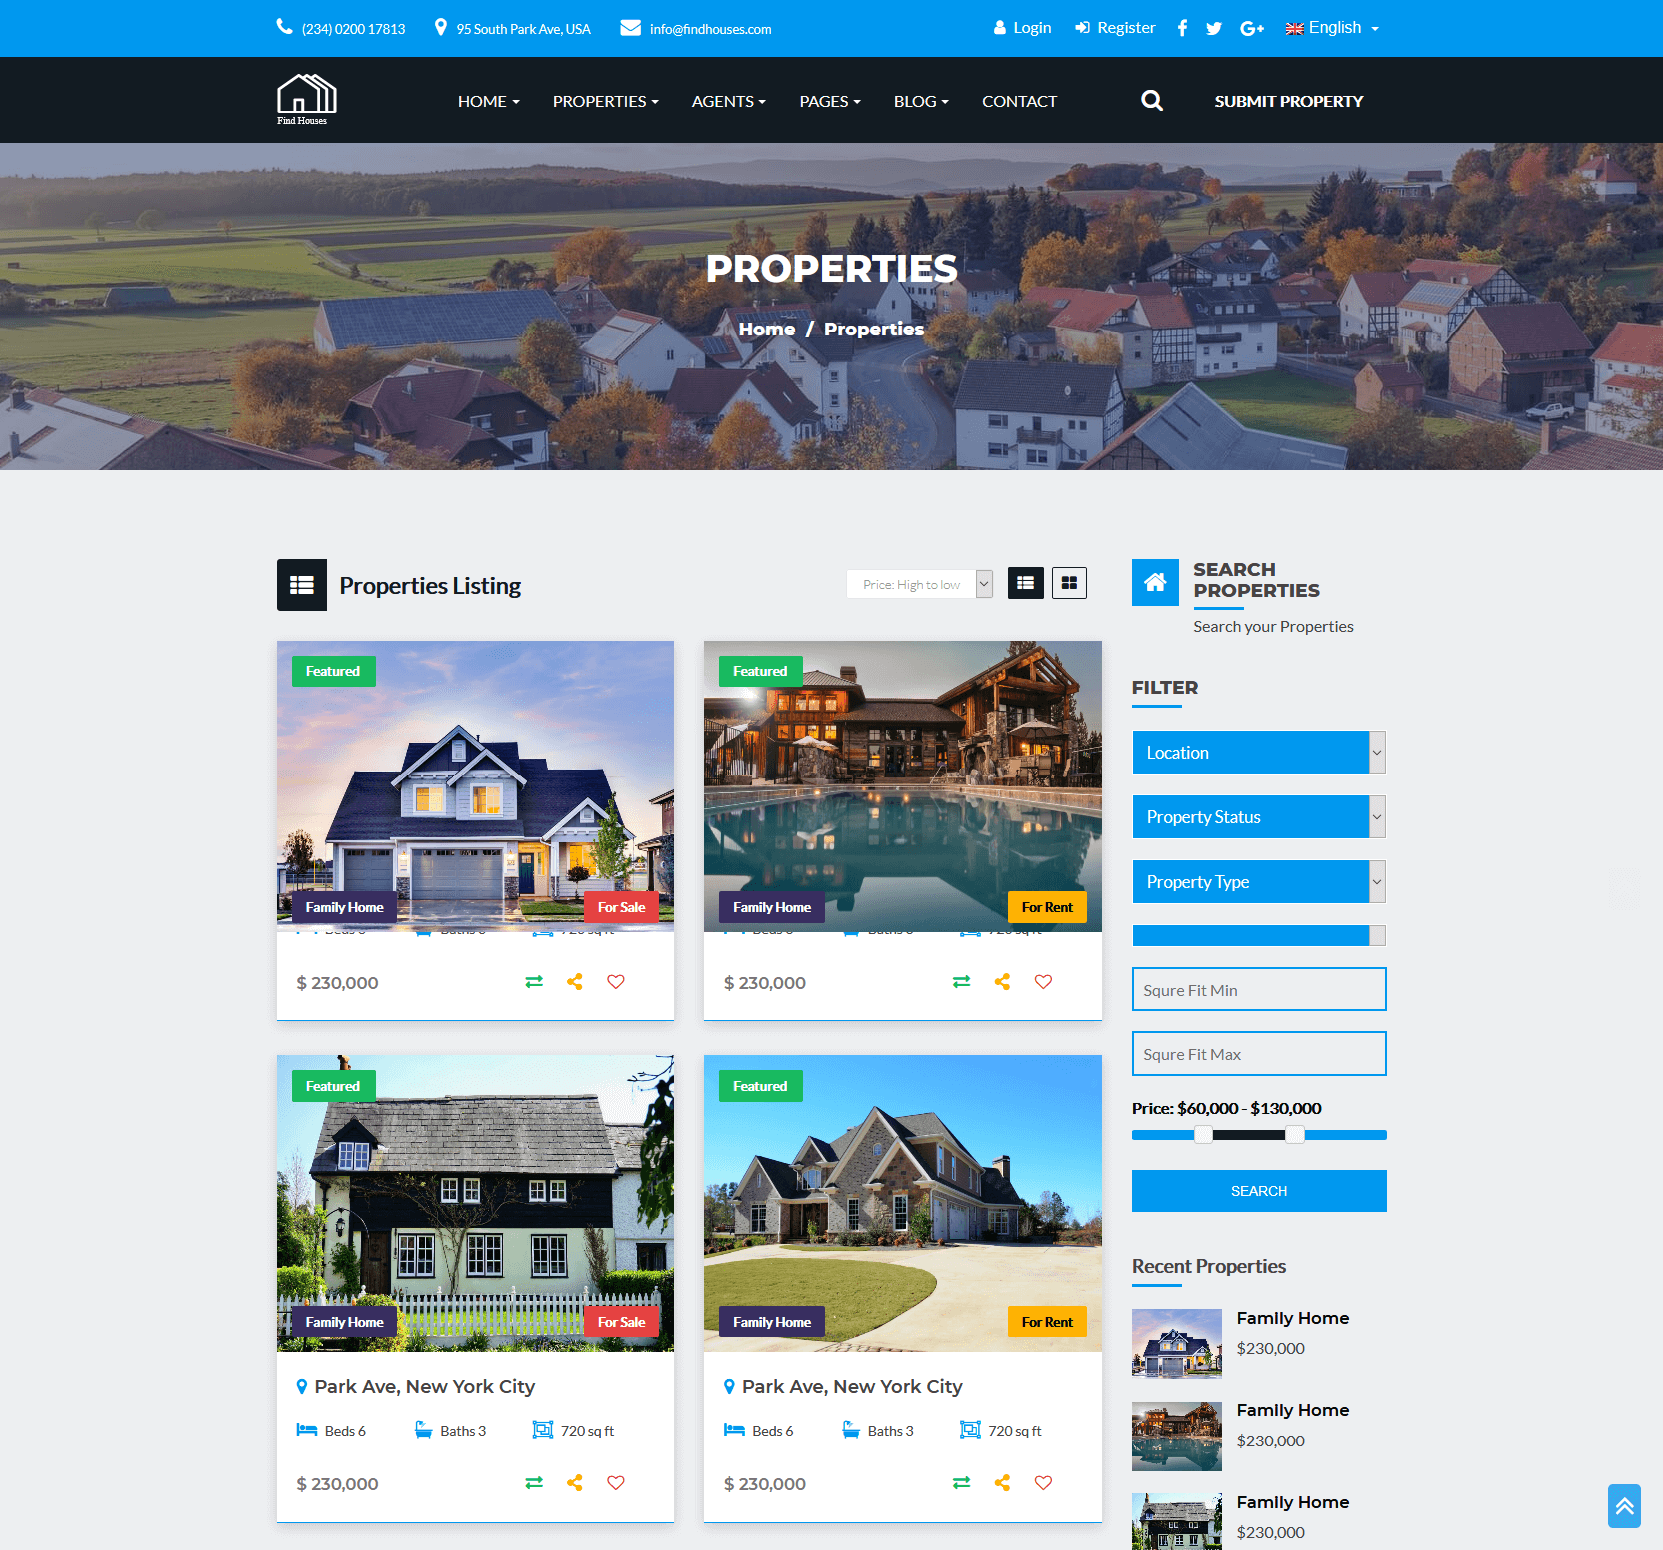 (234) 0200 17813
95 South Park Ave, USA
info@findhouses.com
Login
Register
English
Find Houses
HOME
PROPERTIES
AGENTS
PAGES
BLOG
CONTACT
SUBMIT PROPERTY
PROPERTIES
Home / Properties
Properties Listing
Price: High to low
Featured
Family Home
For Sale
$ 230,000
Featured
Family Home
For Rent
$ 230,000
Featured
Family Home
For Sale
Park Ave, New York City
Beds 6
Baths 3
720 sq ft
$ 230,000
Featured
Family Home
For Rent
Park Ave, New York City
Beds 6
Baths 3
720 sq ft
$ 230,000
SEARCH
PROPERTIES
Search your Properties
FILTER
Location
Property Status
Property Type
Squre Fit Min
Squre Fit Max
Price: $60,000 - $130,000
SEARCH
Recent Properties
Family Home
$230,000
Family Home
$230,000
Family Home
$230,000